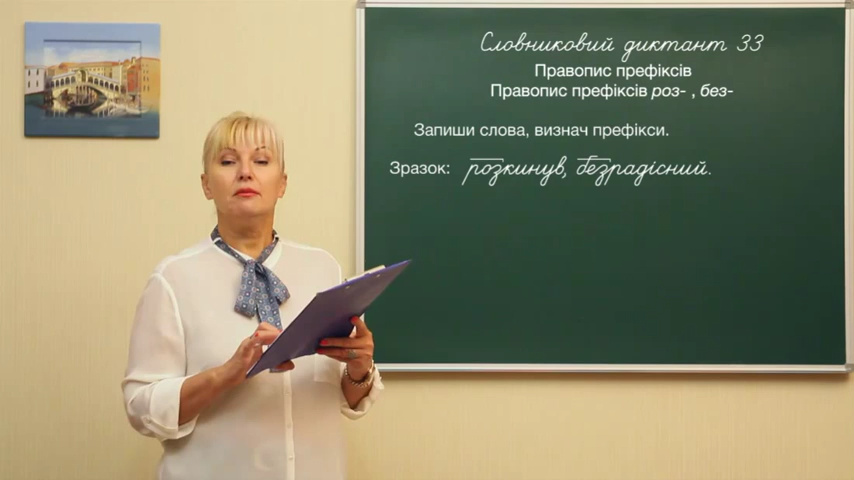 Словниковий диктант 33
Правопис префіксів
Правопис префіксів роз- , без-
Запиши слова, визнач префікси.
Зразок: розкинув, безрадісний.